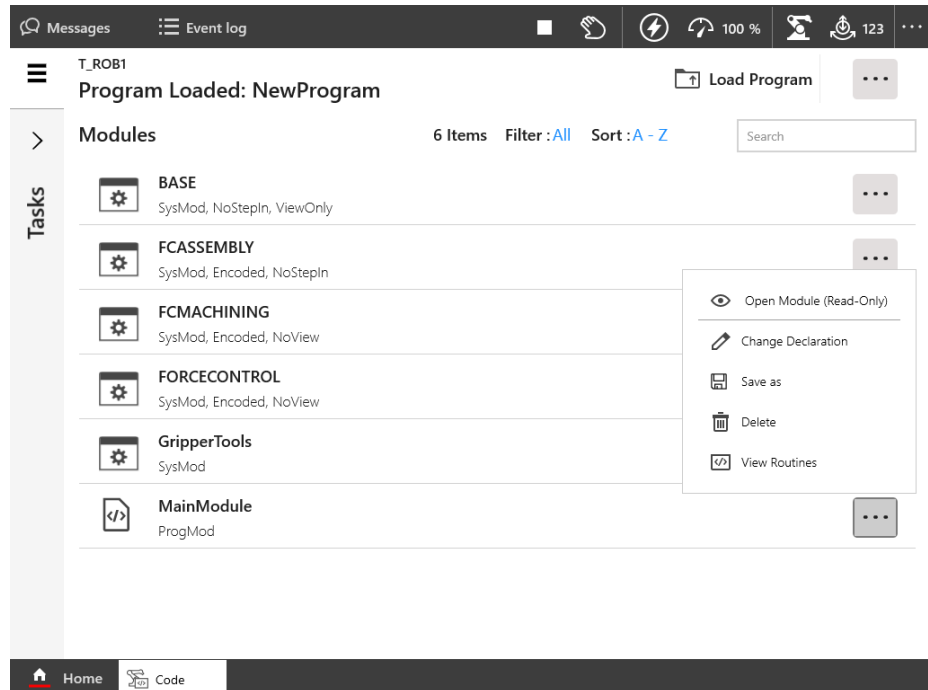 Messages Event log 100 % 123 ...
T_ROB1
Program Loaded: NewProgram Load Program ...
Modules 6 Items Filter : All Sort : A - Z Search
Tasks
BASE
SysMod, NoStepIn, ViewOnly ...
FCASSEMBLY
SysMod, Encoded, NoStepIn ...
FCMACHINING
SysMod, Encoded, NoView
FORCECONTROL
SysMod, Encoded, NoView
GripperTools
SysMod
MainModule
ProgMod ...
Open Module (Read-Only)
Change Declaration
Save as
Delete
View Routines
Home Code